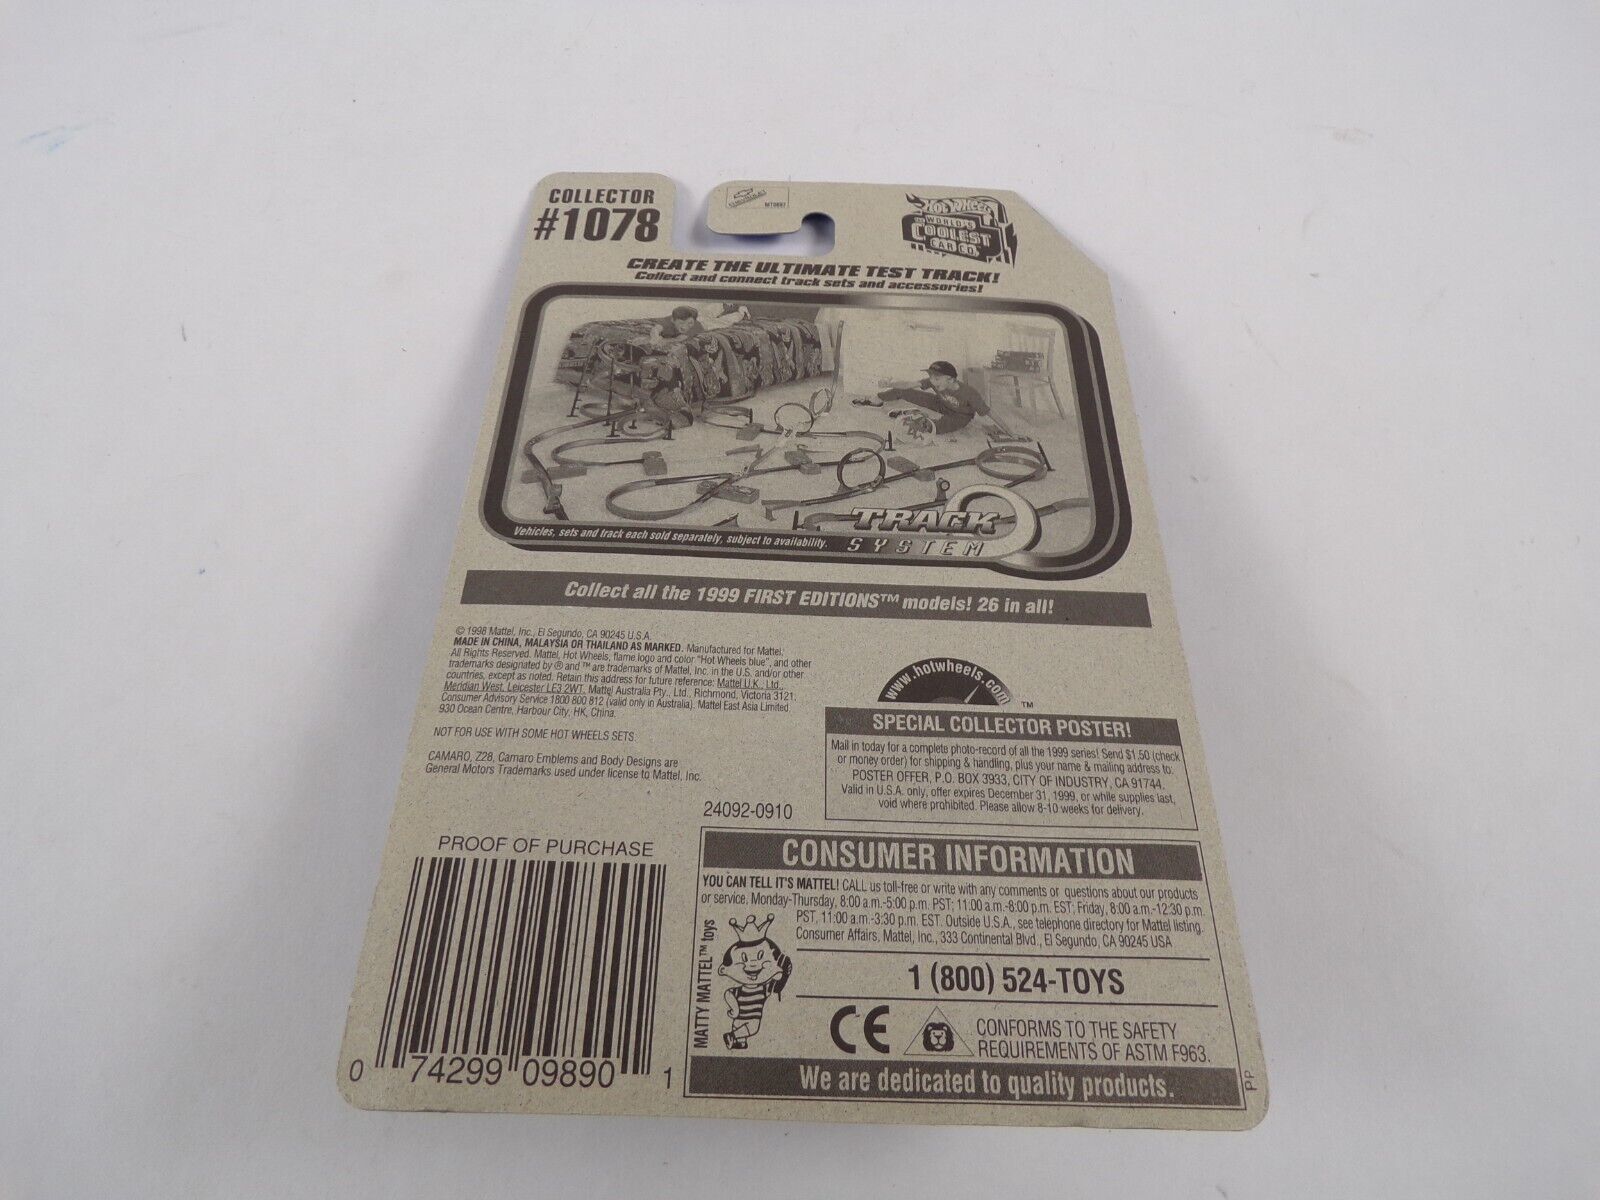 COLLECTOR
#1078
CHEVROLET
Hot Wheels
THE WORLD'S
COOLEST
CAR CO.
CREATE THE ULTIMATE TEST TRACK!
Collect and connect track sets and accessories!
Vehicles, sets and track each sold separately, subject to availability.
TRACK
SYSTEM
Collect all the 1999 FIRST EDITIONS™ models! 26 in all!
© 1998 Mattel, Inc., El Segundo, CA 90245 U.S.A.
MADE IN CHINA, MALAYSIA OR THAILAND AS MARKED. Manufactured for Mattel.
All Rights Reserved. Mattel, Hot Wheels, flame logo and color "Hot Wheels blue", and other
trademarks designated by ® and ™ are trademarks of Mattel, Inc. in the U.S. and/or other
countries, except as noted. Retain this address for future reference: Mattel U.K., Ltd.,
Meridian West, Leicester LE3 2WT. Mattel Australia Pty., Ltd., Richmond, Victoria 3121.
Consumer Advisory Service 1800 800 812 (valid only in Australia). Mattel East Asia Limited,
930 Ocean Centre, Harbour City, HK, China.
NOT FOR USE WITH SOME HOT WHEELS SETS.
CAMARO, Z28, Camaro Emblems and Body Designs are
General Motors Trademarks used under license to Mattel, Inc.
24092-0910
www.hotwheels.com
™
SPECIAL COLLECTOR POSTER!
Mail in today for a complete photo-record of all the 1999 series! Send $1.50 (check
or money order) for shipping & handling, plus your name & mailing address to:
POSTER OFFER, P.O. BOX 3933, CITY OF INDUSTRY, CA 91744.
Valid in U.S.A. only, offer expires December 31, 1999, or while supplies last,
void where prohibited. Please allow 8-10 weeks for delivery.
PROOF OF PURCHASE
0 74299 09890 1
CONSUMER INFORMATION
YOU CAN TELL IT'S MATTEL! CALL us toll-free or write with any comments or questions about our products
or service. Monday-Thursday, 8:00 a.m.-5:00 p.m. PST; 11:00 a.m.-8:00 p.m. EST; Friday, 8:00 a.m.-12:30 p.m.
PST, 11:00 a.m.-3:30 p.m. EST. Outside U.S.A., see telephone directory for Mattel listing.
Consumer Affairs, Mattel, Inc., 333 Continental Blvd., El Segundo, CA 90245 USA
MATTY MATTEL™ toys
1 (800) 524-TOYS
CE
CONFORMS TO THE SAFETY
REQUIREMENTS OF ASTM F963.
We are dedicated to quality products.
PP